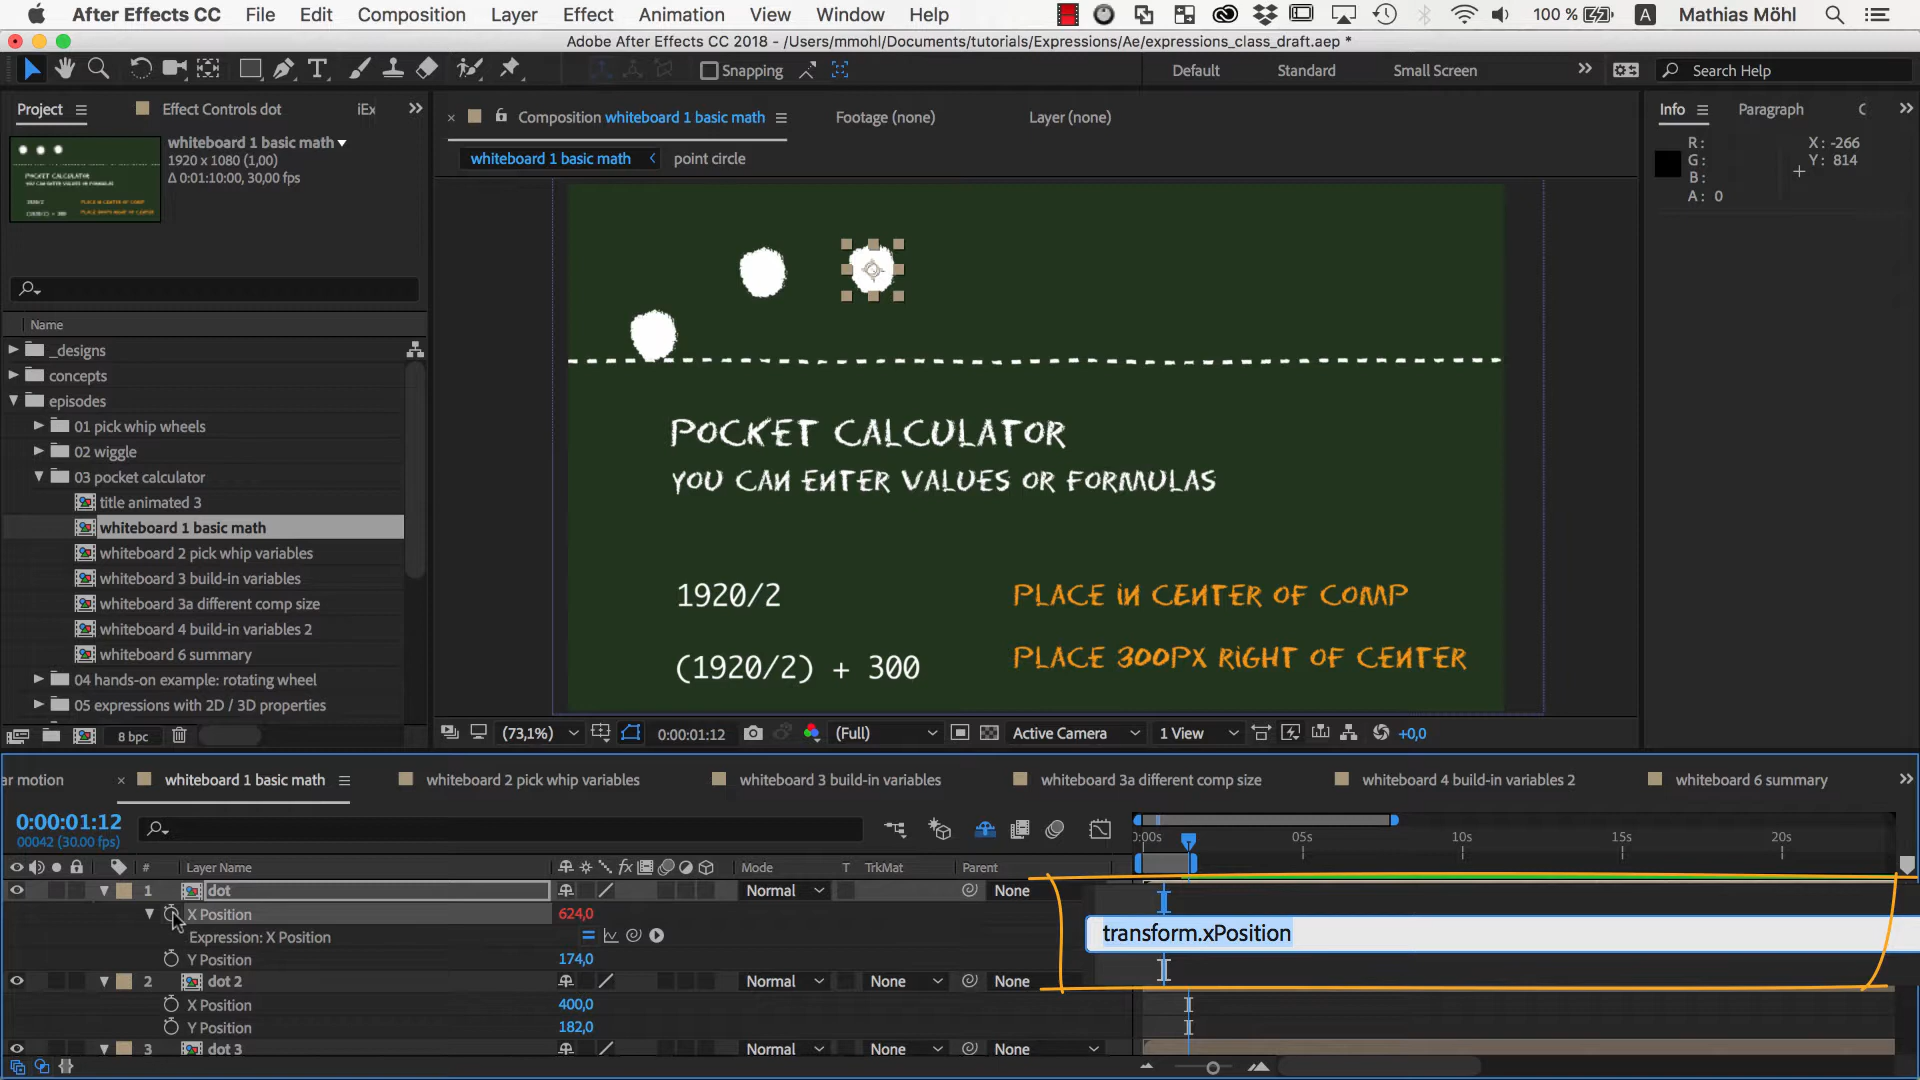 After Effects CC File Edit Composition Layer Effect Animation View Window Help 100 % A Mathias Möhl
Adobe After Effects CC 2018 - /Users/mmohl/Documents/tutorials/Expressions/Ae/expressions_class_draft.aep *
Snapping Default Standard Small Screen Search Help
Project Effect Controls dot iEx
whiteboard 1 basic math
1920 x 1080 (1,00)
Δ 0:01:10:00, 30,00 fps
Name
_designs
concepts
episodes
01 pick whip wheels
02 wiggle
03 pocket calculator
title animated 3
whiteboard 1 basic math
whiteboard 2 pick whip variables
whiteboard 3 build-in variables
whiteboard 3a different comp size
whiteboard 4 build-in variables 2
whiteboard 6 summary
04 hands-on example: rotating wheel
05 expressions with 2D / 3D properties
8 bpc
Composition whiteboard 1 basic math Footage (none) Layer (none)
whiteboard 1 basic math point circle
POCKET CALCULATOR
YOU CAN ENTER VALUES OR FORMULAS
1920/2 PLACE IN CENTER OF COMP
(1920/2) + 300 PLACE 300PX RIGHT OF CENTER
(73,1%) 0:00:01:12 (Full) Active Camera 1 View +0,0
Info Paragraph C
R: X: -266
G: Y: 814
B:
A: 0
ar motion whiteboard 1 basic math whiteboard 2 pick whip variables whiteboard 3 build-in variables whiteboard 3a different comp size whiteboard 4 build-in variables 2 whiteboard 6 summary
0:00:01:12
00042 (30.00 fps)
0:00s 05s 10s 15s 20s
# Layer Name fx Mode T TrkMat Parent
1 dot Normal None
X Position 624,0
Expression: X Position
transform.xPosition
Y Position 174,0
2 dot 2 Normal None None
X Position 400,0
Y Position 182,0
3 dot 3 Normal None None